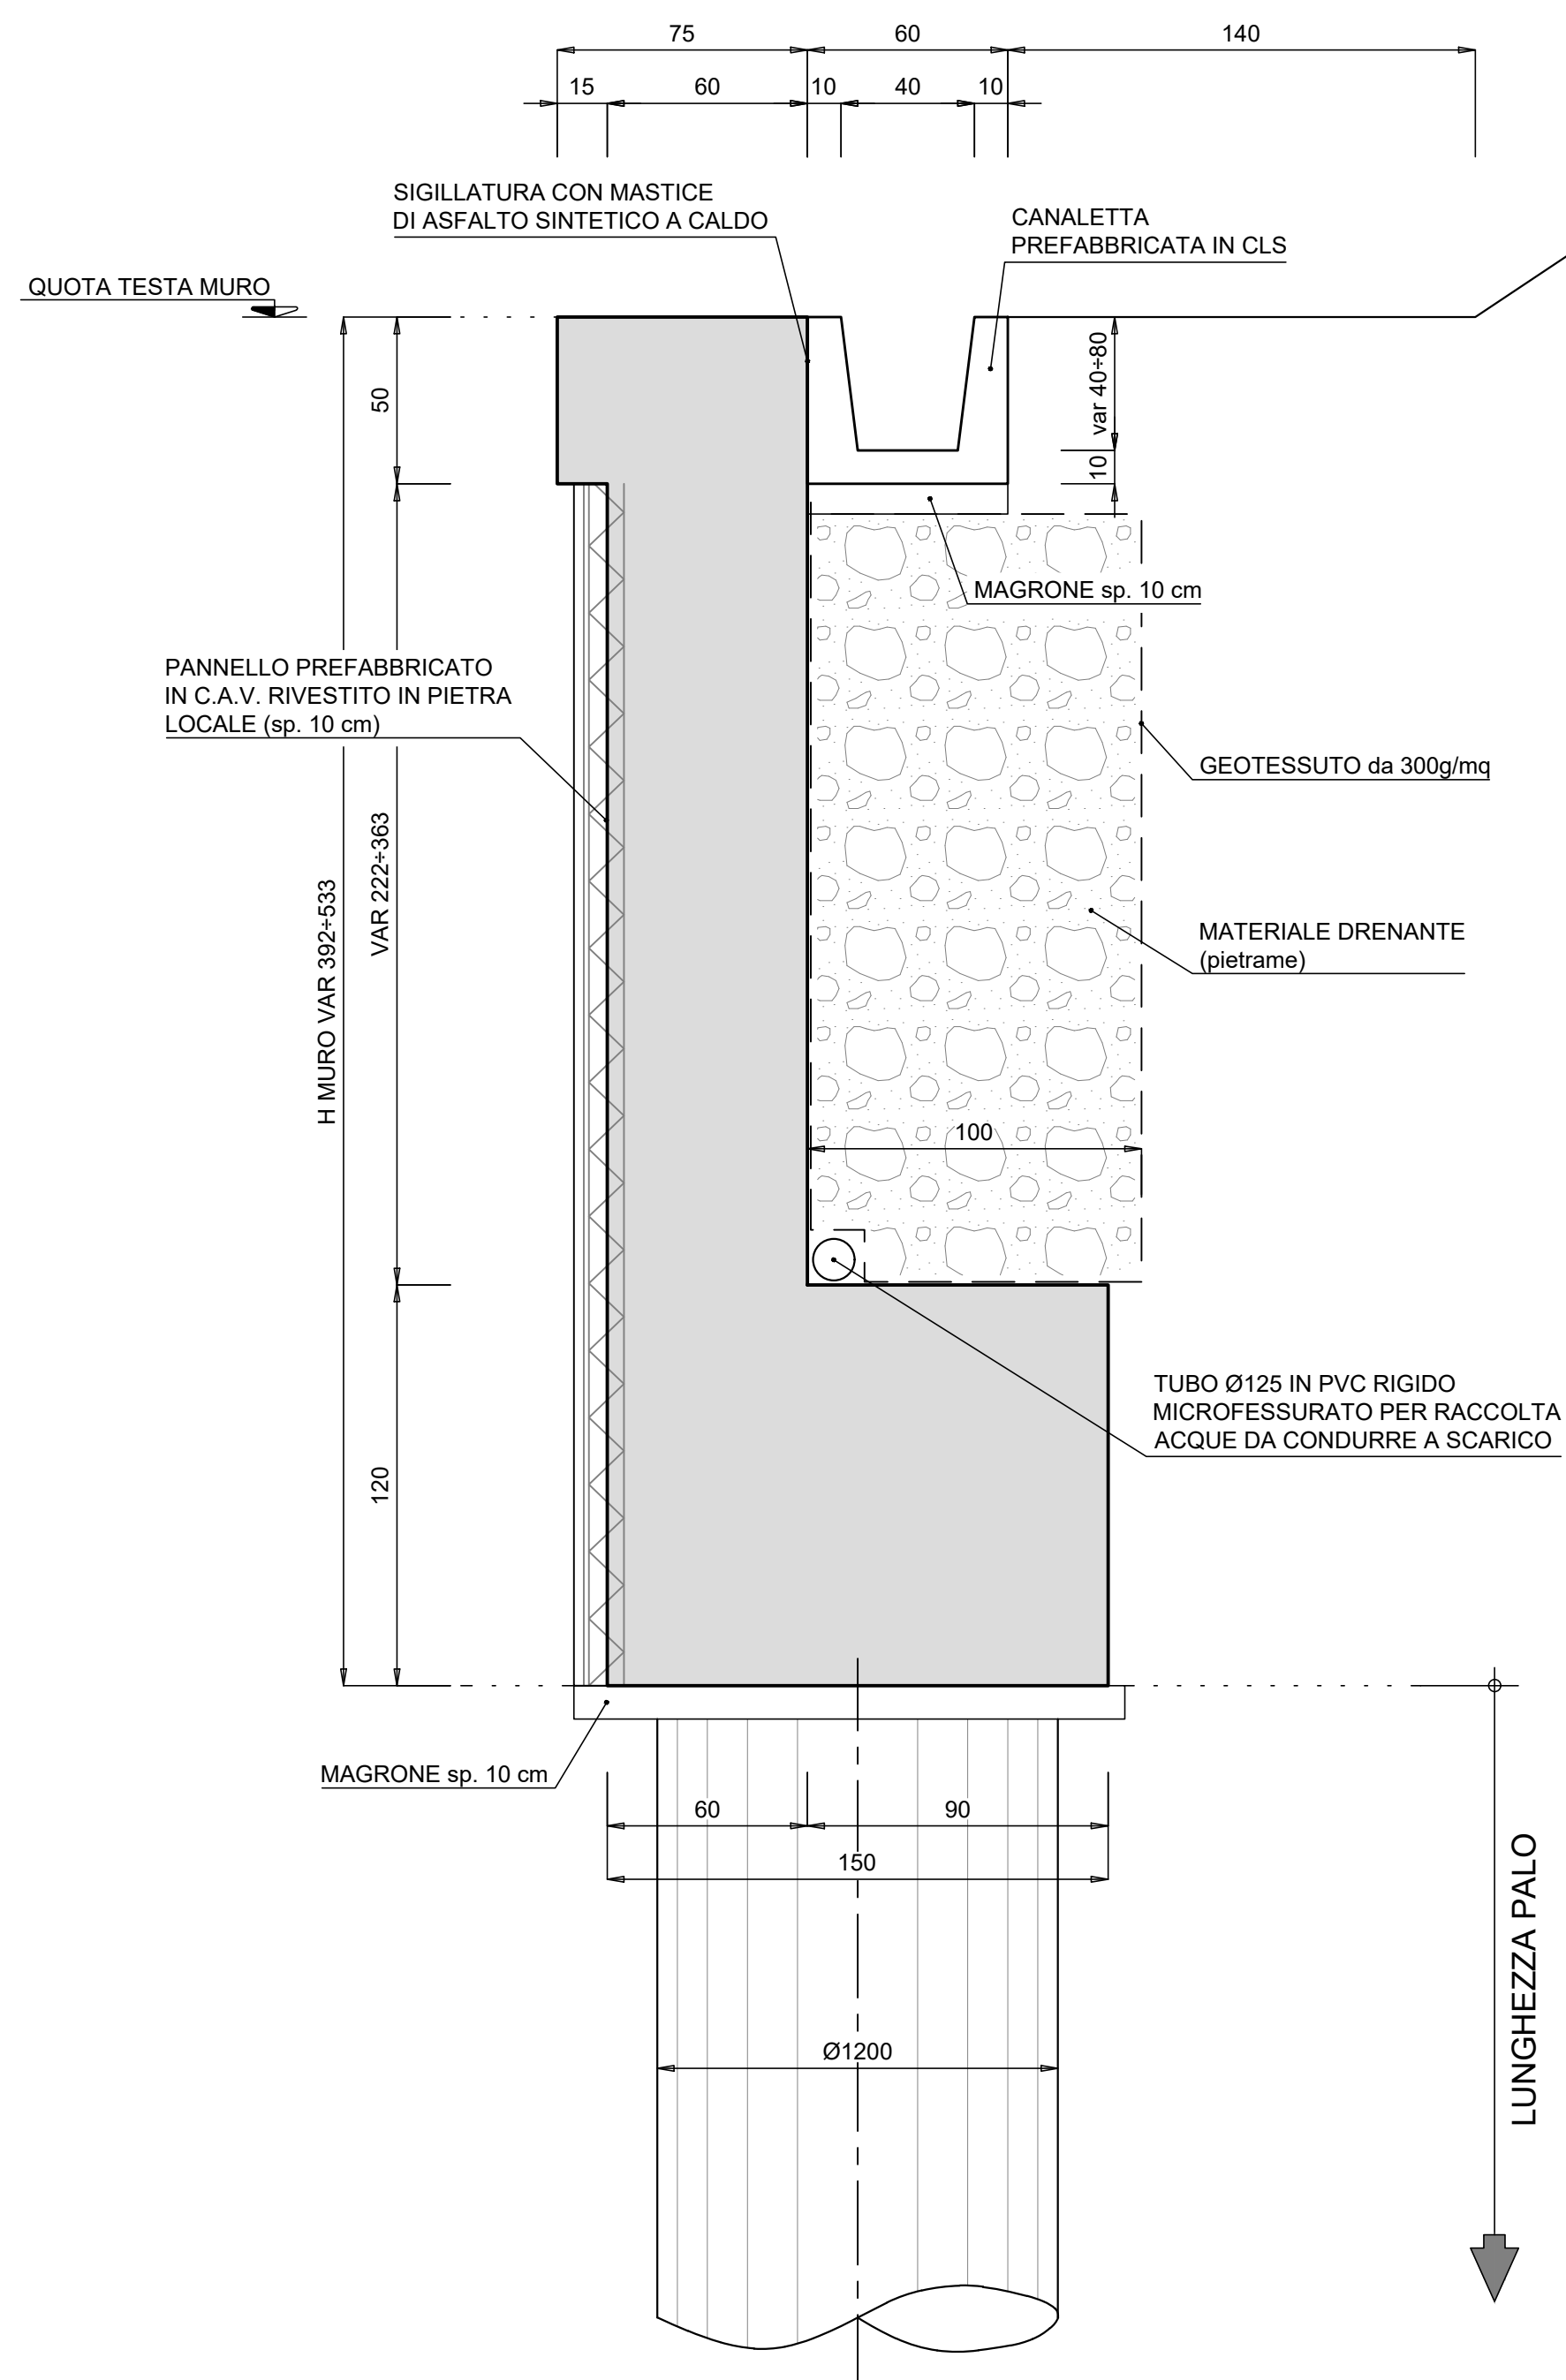 75
60
140
15
60
10
40
10
SIGILLATURA CON MASTICE
DI ASFALTO SINTETICO A CALDO
CANALETTA
PREFABBRICATA IN CLS
QUOTA TESTA MURO
50
var 40÷80
10
MAGRONE sp. 10 cm
PANNELLO PREFABBRICATO
IN C.A.V. RIVESTITO IN PIETRA
LOCALE (sp. 10 cm)
GEOTESSUTO da 300g/mq
VAR 222÷363
H MURO VAR 392÷533
MATERIALE DRENANTE
(pietrame)
100
TUBO Ø125 IN PVC RIGIDO
MICROFESSURATO PER RACCOLTA
ACQUE DA CONDURRE A SCARICO
120
MAGRONE sp. 10 cm
60
90
150
LUNGHEZZA PALO
Ø1200